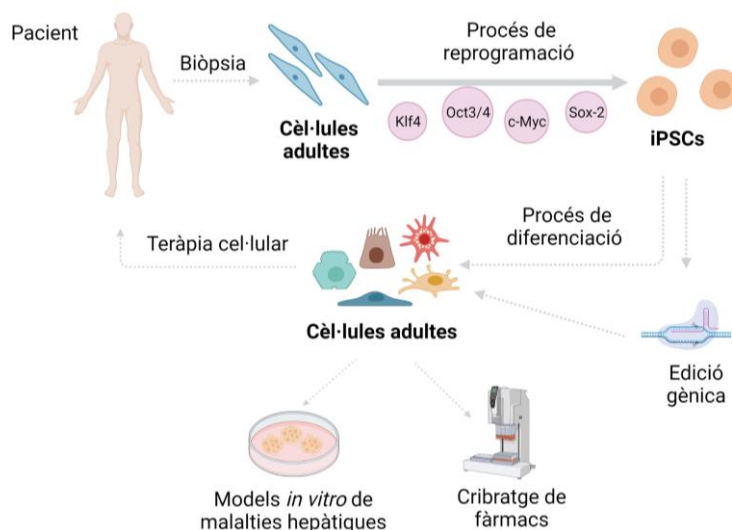 Pacient
Biòpsia
Cèl·lules
adultes
Procés de
reprogramació
Klf4
Oct3/4
c-Myc
Sox-2
iPSCs
Procés de
diferenciació
Teràpia cel·lular
Cèl·lules adultes
Edició
gènica
Models in vitro de
malalties hepàtiques
Cribratge de
fàrmacs